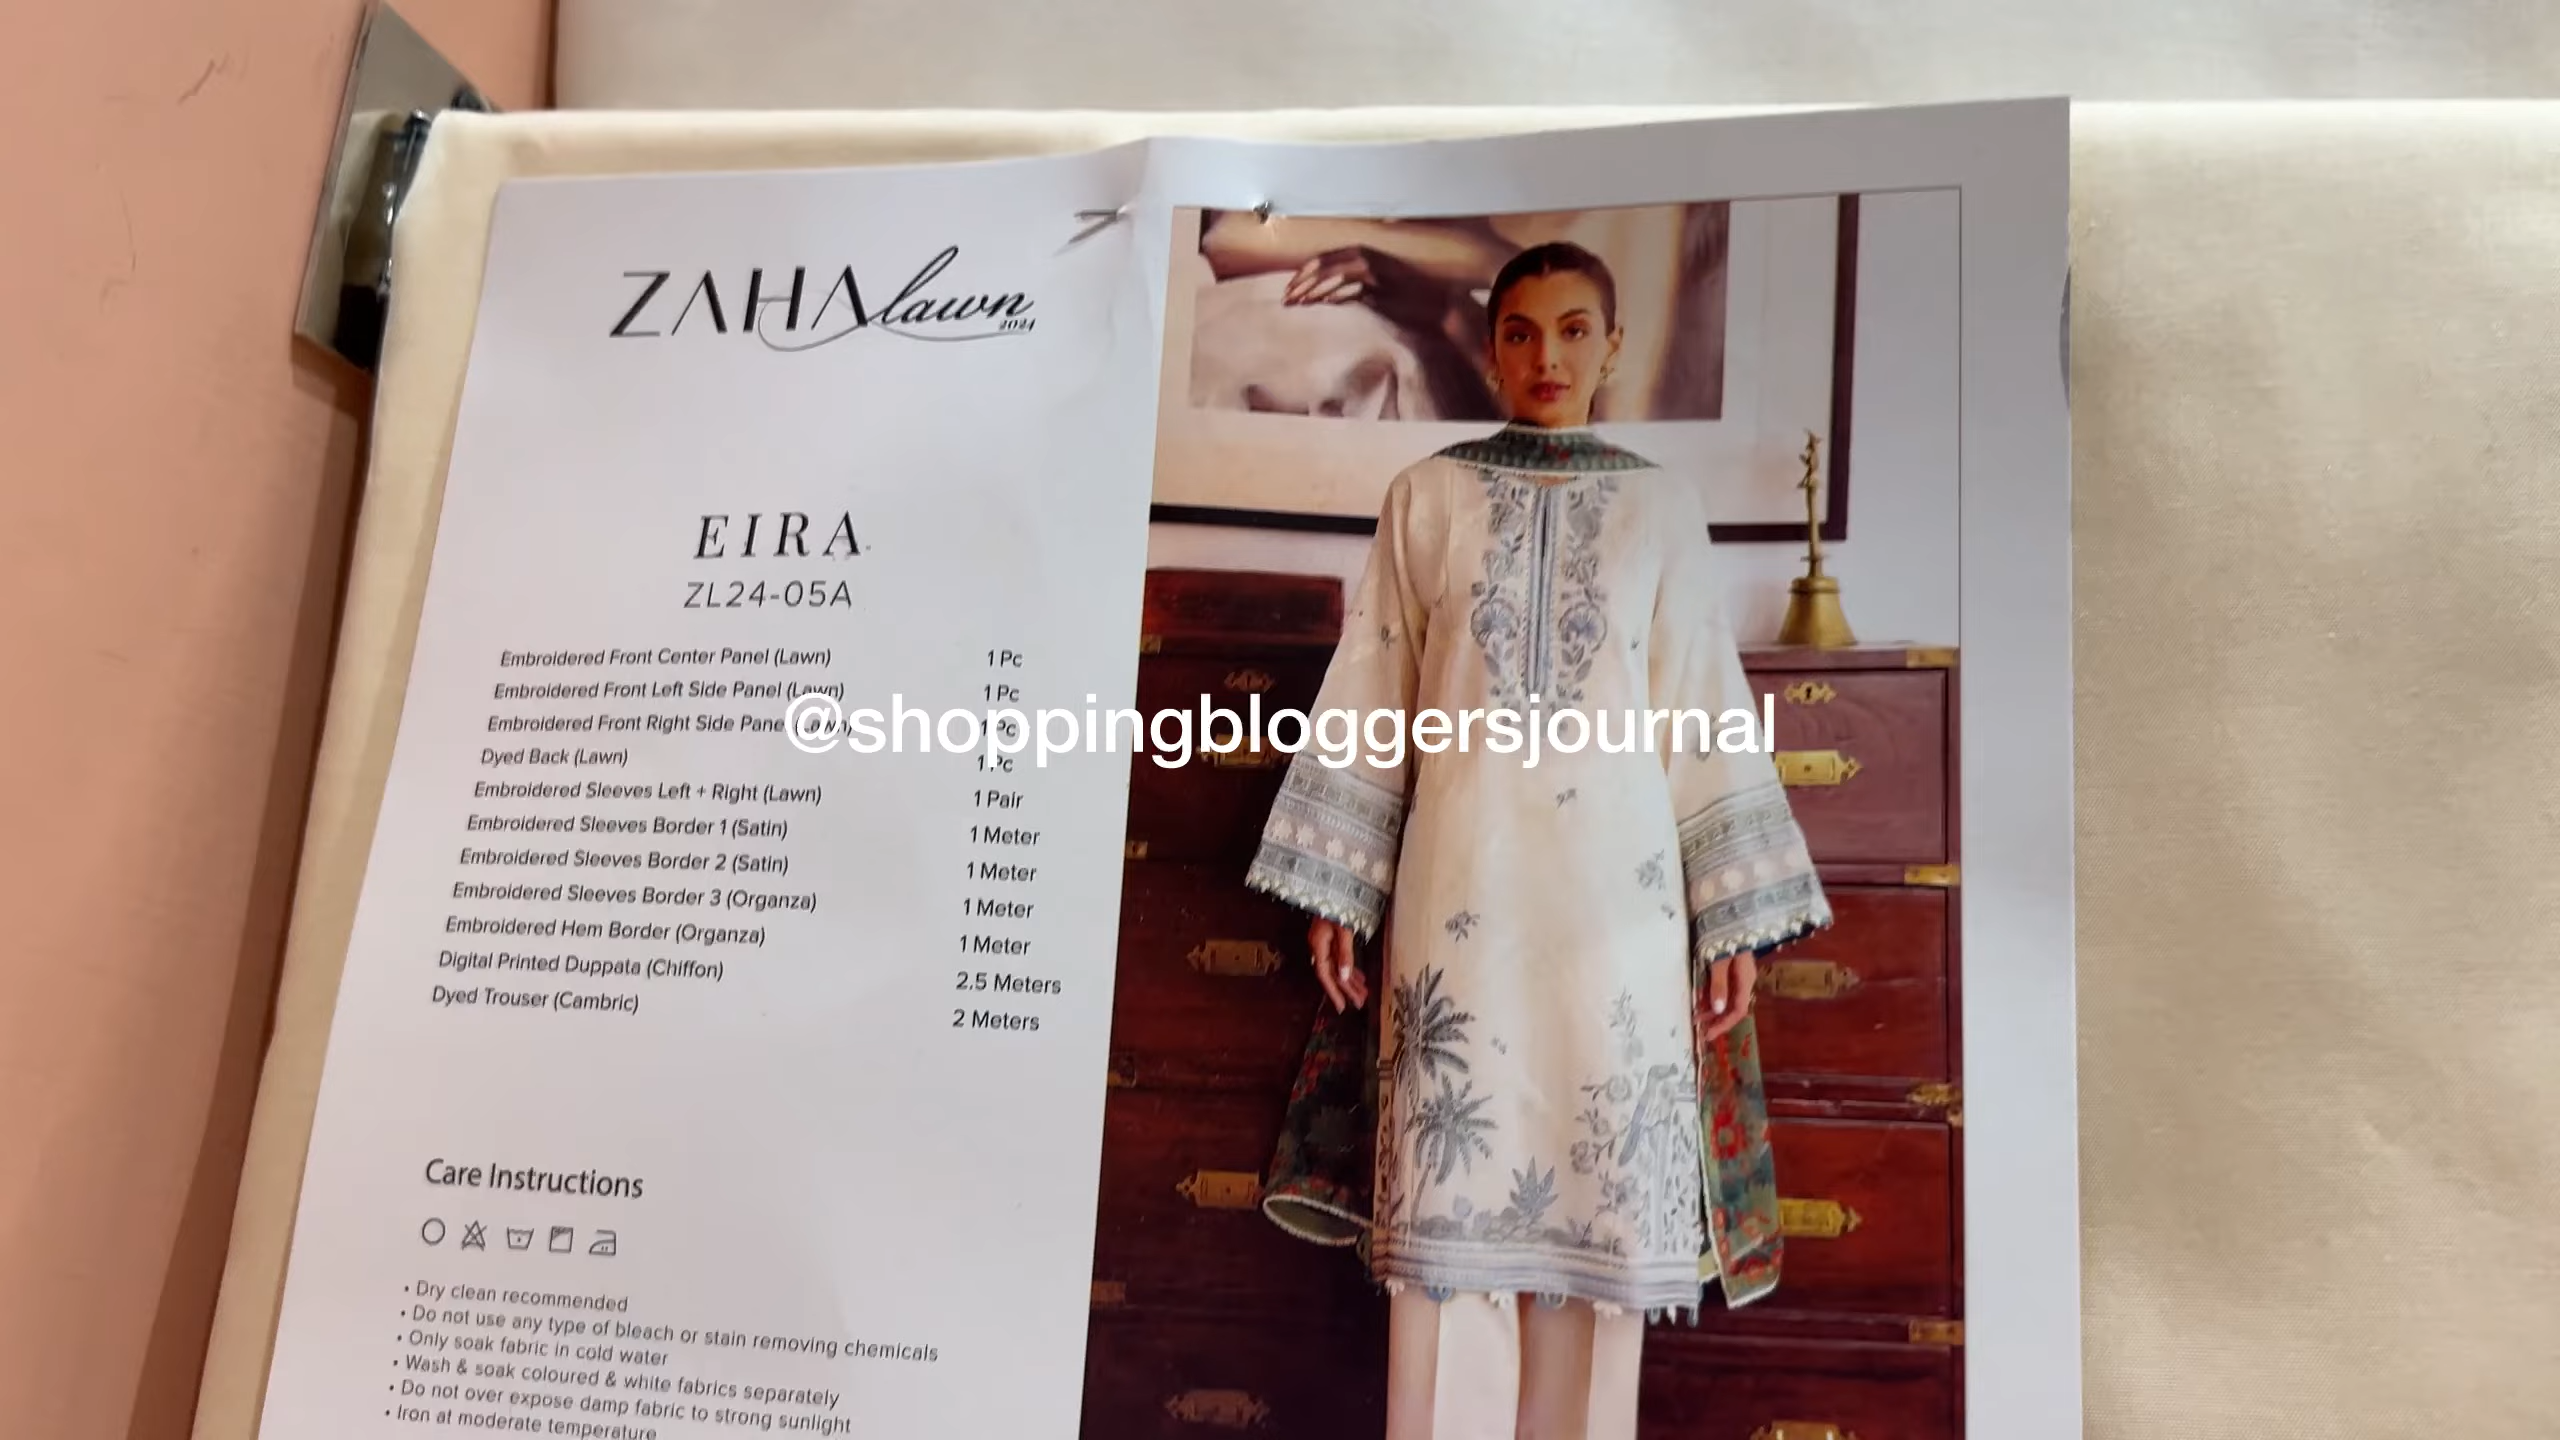 ZAHA lawn
2024
EIRA
ZL24-05A
Embroidered Front Center Panel (Lawn) 1 Pc
Embroidered Front Left Side Panel (Lawn) 1 Pc
Embroidered Front Right Side Panel (Lawn) 1 Pc
Dyed Back (Lawn) 1 Pc
Embroidered Sleeves Left + Right (Lawn) 1 Pair
Embroidered Sleeves Border 1 (Satin) 1 Meter
Embroidered Sleeves Border 2 (Satin) 1 Meter
Embroidered Sleeves Border 3 (Organza) 1 Meter
Embroidered Hem Border (Organza) 1 Meter
Digital Printed Duppata (Chiffon) 2.5 Meters
Dyed Trouser (Cambric) 2 Meters
@shoppingbloggersjournal
Care Instructions
• Dry clean recommended
• Do not use any type of bleach or stain removing chemicals
• Only soak fabric in cold water
• Wash & soak coloured & white fabrics separately
• Do not over expose damp fabric to strong sunlight
• Iron at moderate temperature